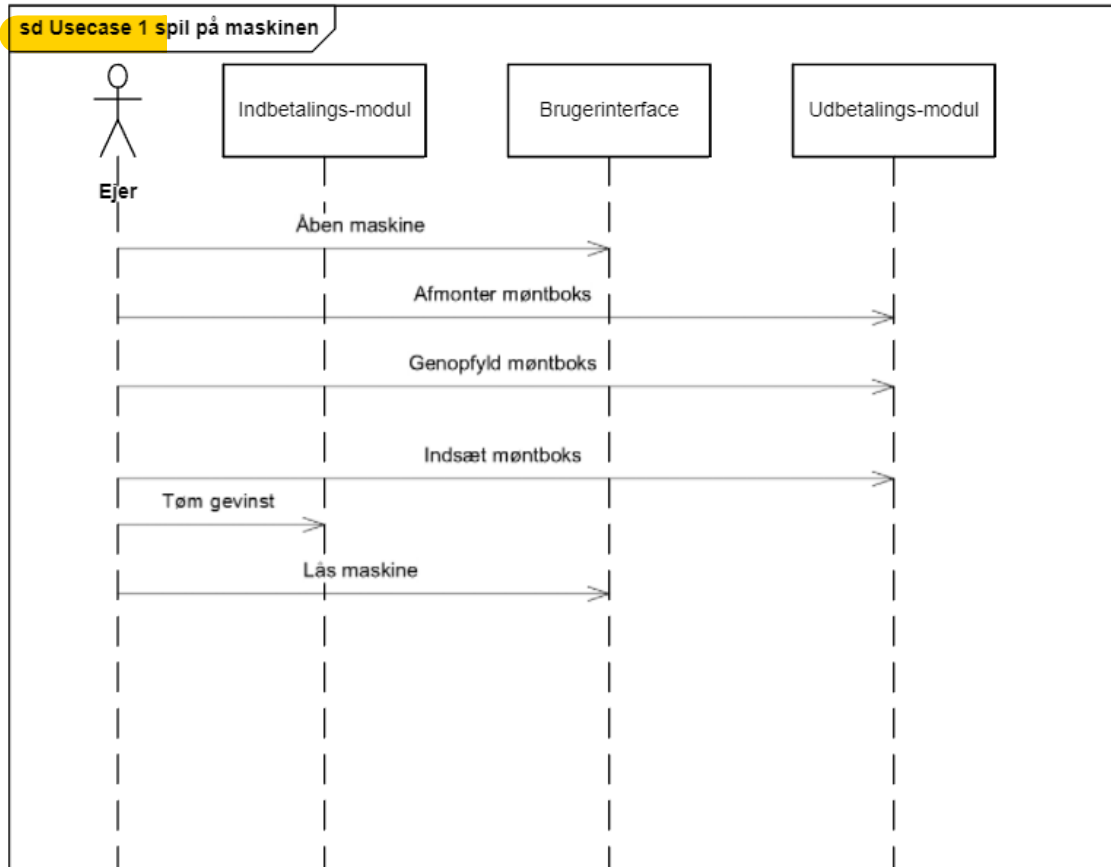 sd Usecase 1 spil på maskinen
Indbetalings-modul
Brugerinterface
Udbetalings-modul
Ejer
Åben maskine
Afmonter møntboks
Genopfyld møntboks
Indsæt møntboks
Tøm gevinst
Lås maskine